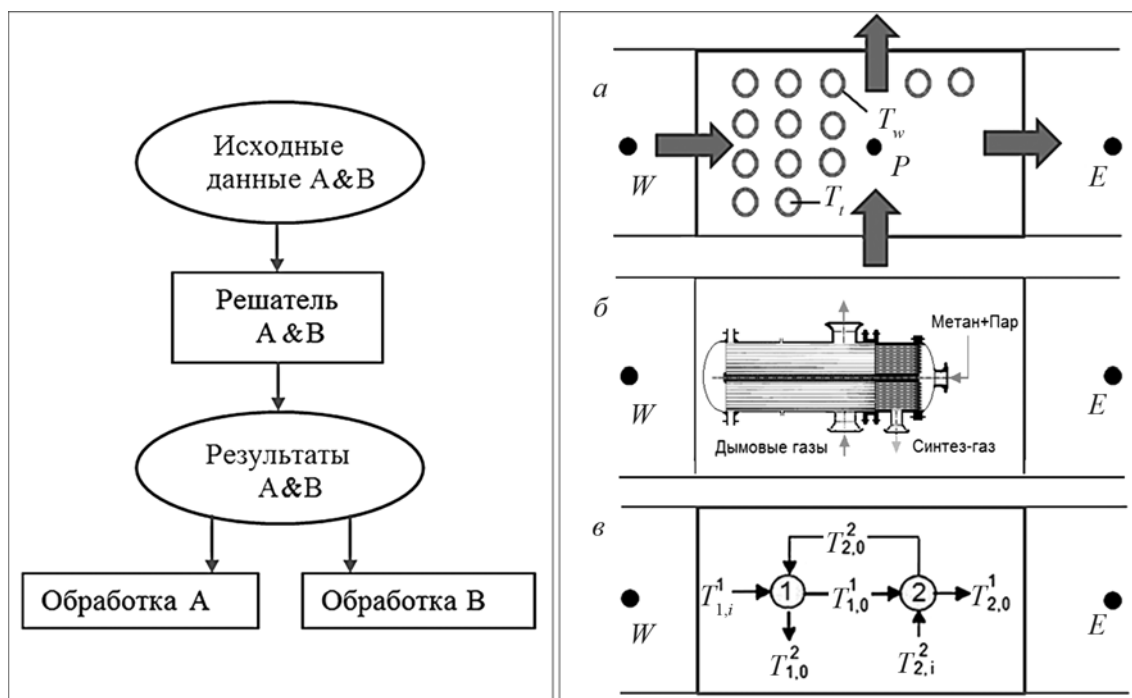 Исходные
данные А&В
Решатель
А&В
Результаты
А&В
Обработка А
Обработка В
а
T_w
W
P
E
T_t
б
Метан+Пар
W
E
Дымовые газы
Синтез-газ
в
T^2_{2,0}
T^1_{1,i} 1 T^1_{1,0} 2 T^1_{2,0}
W
E
T^2_{1,0} T^2_{2,i}